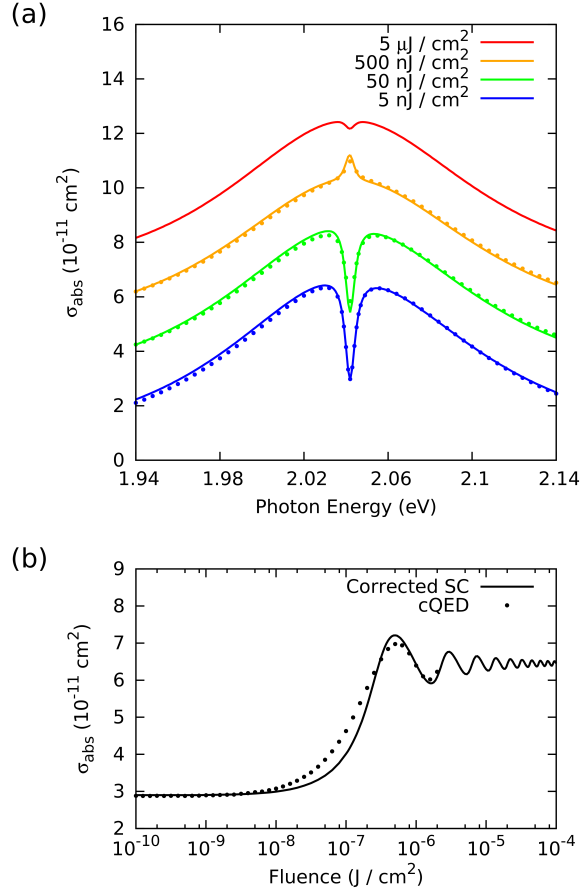 (a)
16
14
12
10
8
6
4
2
0
σabs (10⁻¹¹ cm²)
5 μJ / cm²
500 nJ / cm²
50 nJ / cm²
5 nJ / cm²
1.94 1.98 2.02 2.06 2.1 2.14
Photon Energy (eV)
(b)
9
8
7
6
5
4
3
2
σabs (10⁻¹¹ cm²)
Corrected SC
cQED
10⁻¹⁰ 10⁻⁹ 10⁻⁸ 10⁻⁷ 10⁻⁶ 10⁻⁵ 10⁻⁴
Fluence (J / cm²)